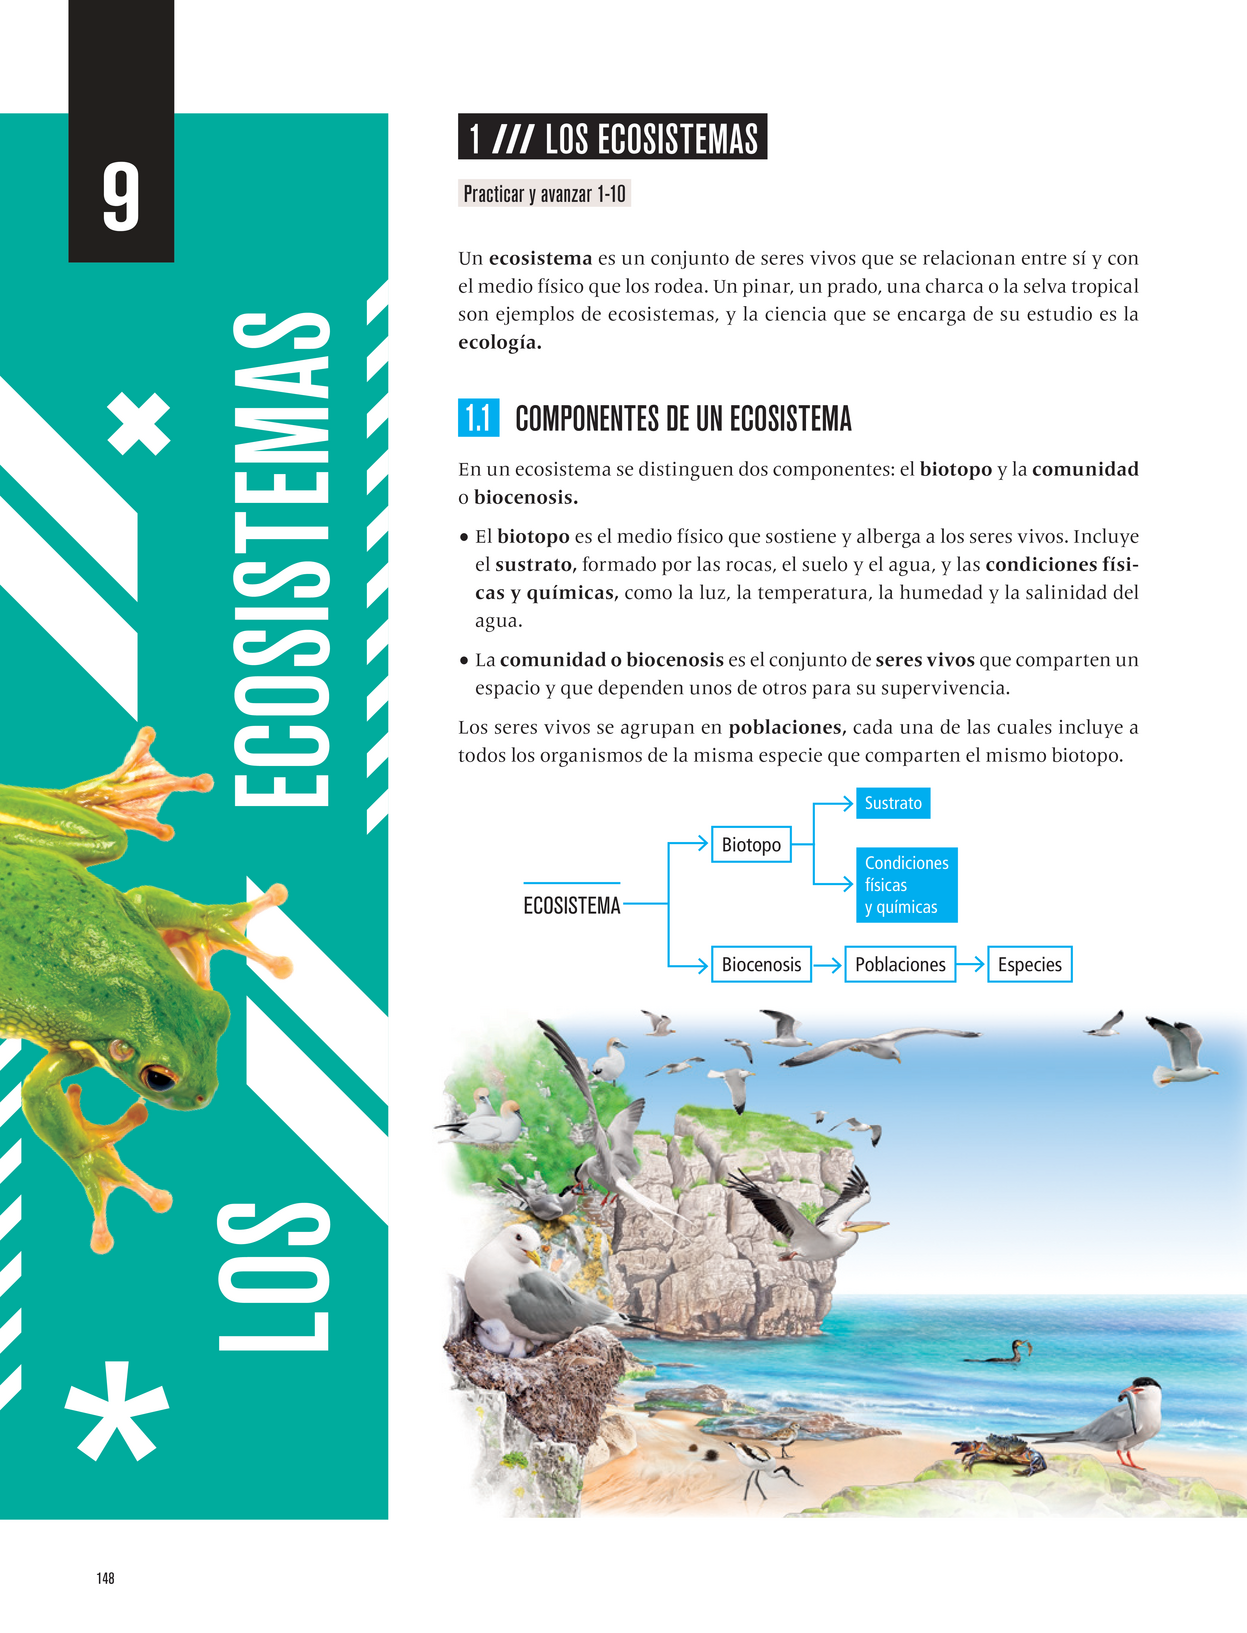 9
LOS ECOSISTEMAS
1 /// LOS ECOSISTEMAS
Practicar y avanzar 1-10
Un ecosistema es un conjunto de seres vivos que se relacionan entre sí y con
el medio físico que los rodea. Un pinar, un prado, una charca o la selva tropical
son ejemplos de ecosistemas, y la ciencia que se encarga de su estudio es la
ecología.
1.1 COMPONENTES DE UN ECOSISTEMA
En un ecosistema se distinguen dos componentes: el biotopo y la comunidad
o biocenosis.
• El biotopo es el medio físico que sostiene y alberga a los seres vivos. Incluye
el sustrato, formado por las rocas, el suelo y el agua, y las condiciones físi-
cas y químicas, como la luz, la temperatura, la humedad y la salinidad del
agua.
• La comunidad o biocenosis es el conjunto de seres vivos que comparten un
espacio y que dependen unos de otros para su supervivencia.
Los seres vivos se agrupan en poblaciones, cada una de las cuales incluye a
todos los organismos de la misma especie que comparten el mismo biotopo.
ECOSISTEMA
Biotopo
Sustrato
Condiciones
físicas
y químicas
Biocenosis
Poblaciones
Especies
148